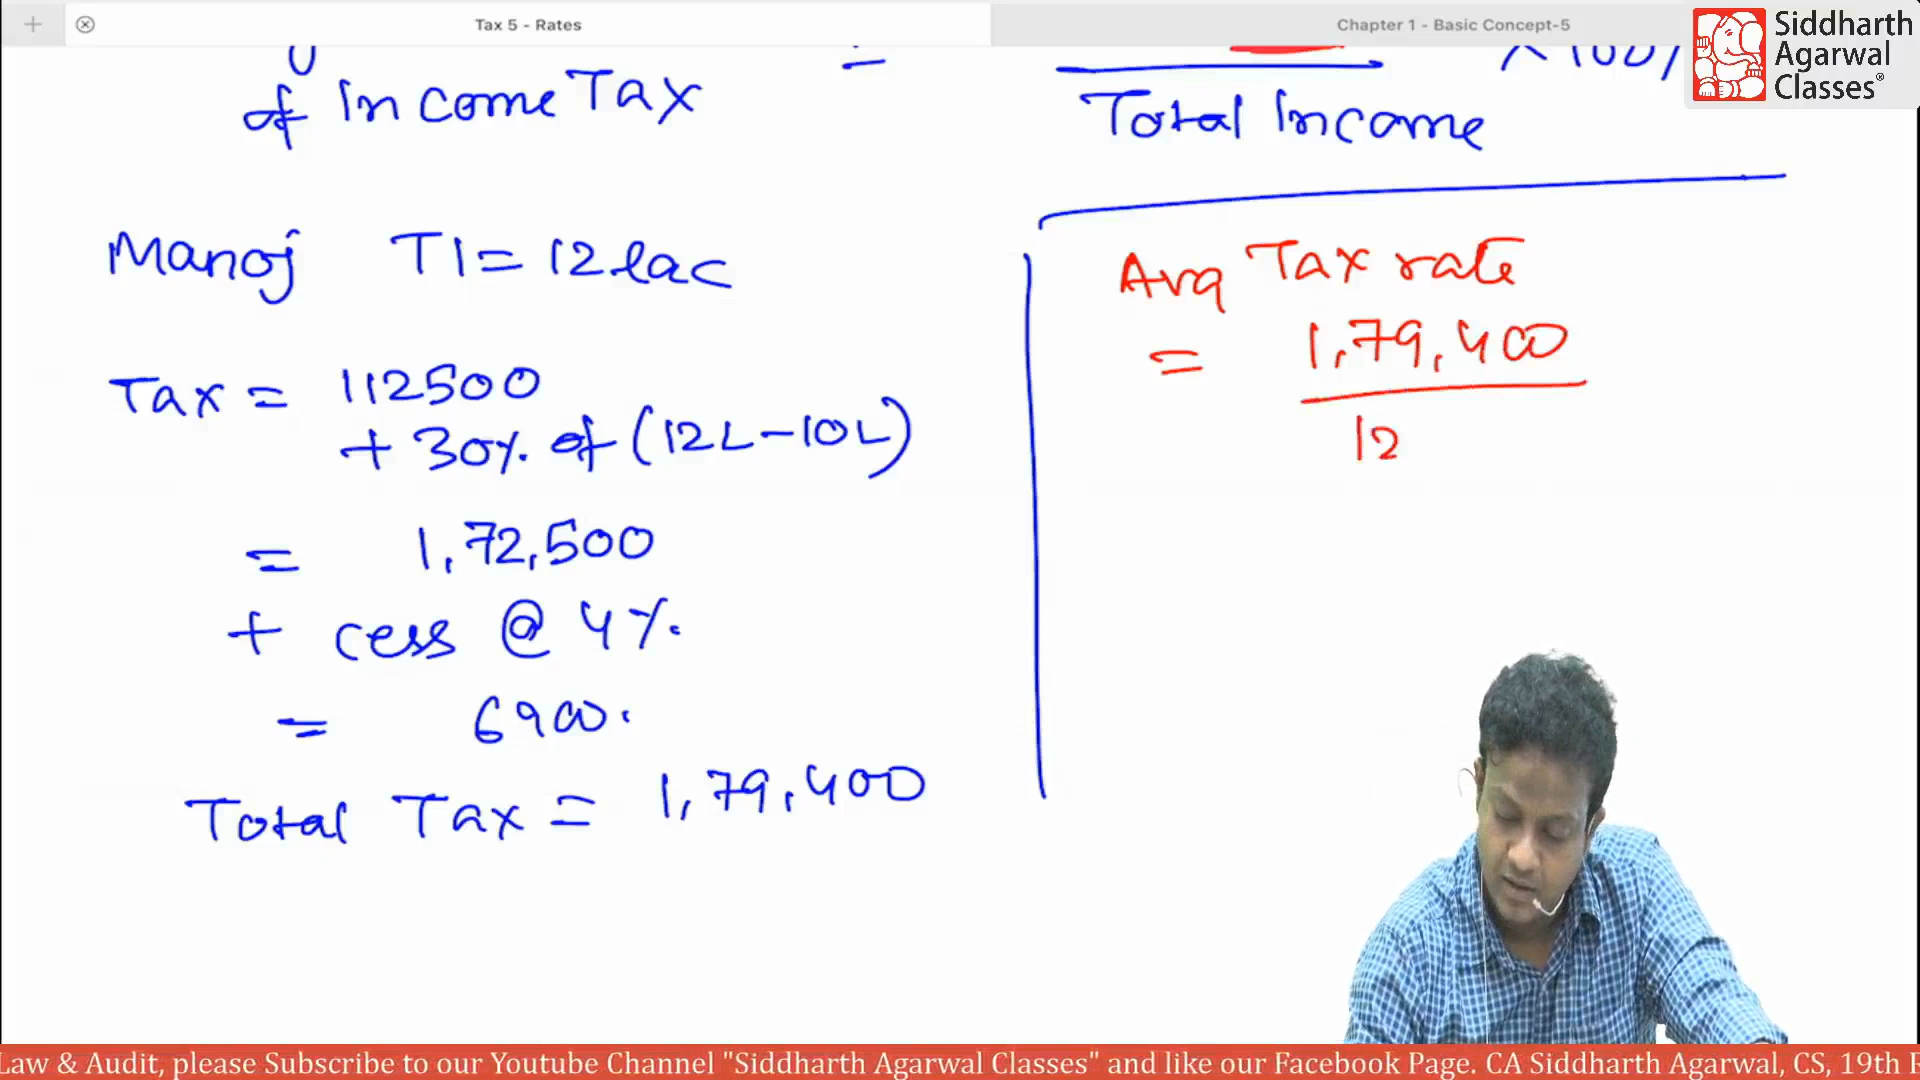 Tax 5 - Rates
Chapter 1 - Basic Concept-5
Siddharth
Agarwal
Classes®
of Income Tax =
Total Income
Manoj TI = 12 lac
Tax = 112500
+ 30% of (12L - 10L)
= 1,72,500
+ cess @ 4%.
= 6900.
Total Tax = 1,79,400
Avg Tax rate
= 1,79,400
12
Law & Audit, please Subscribe to our Youtube Channel "Siddharth Agarwal Classes" and like our Facebook Page. CA Siddharth Agarwal, CS, 19th